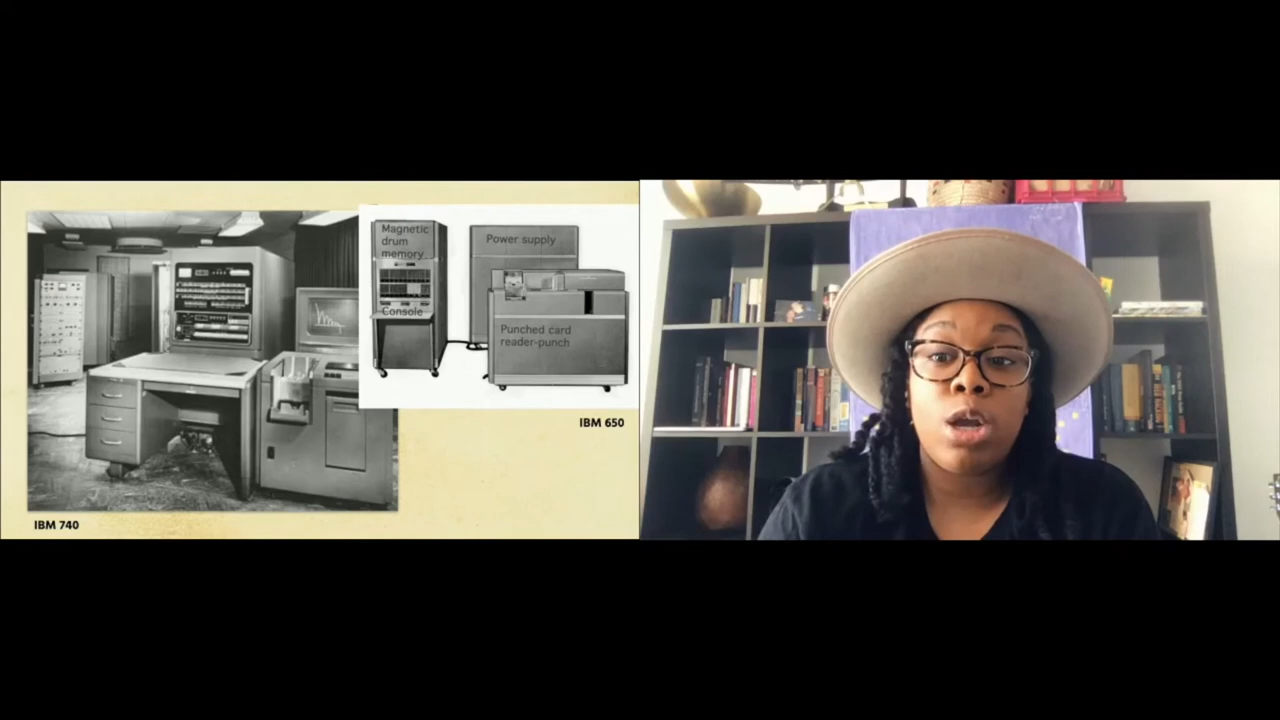 Magnetic
drum
memory
Console
Power supply
Punched card
reader-punch
IBM 650
IBM 740